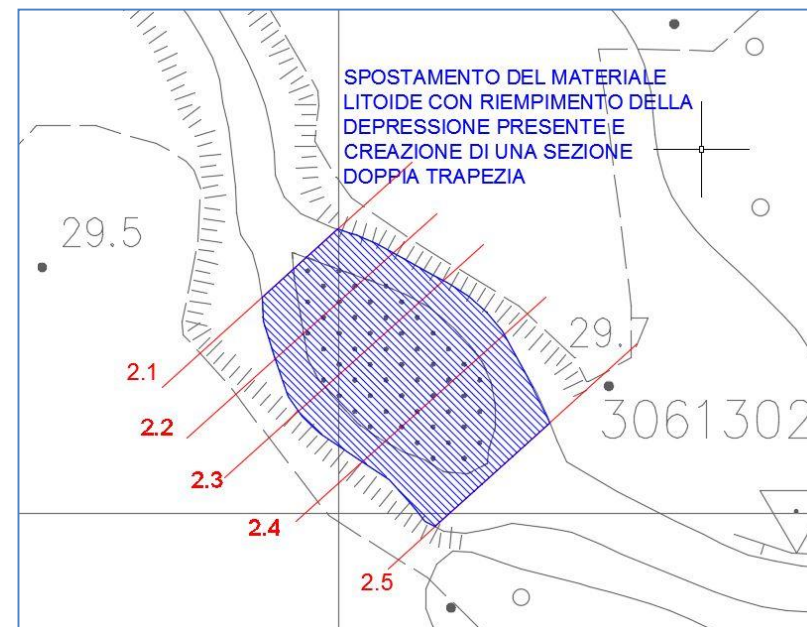 SPOSTAMENTO DEL MATERIALE
LITOIDE CON RIEMPIMENTO DELLA
DEPRESSIONE PRESENTE E
CREAZIONE DI UNA SEZIONE
DOPPIA TRAPEZIA
29.5
29.7
3061302
2.1
2.2
2.3
2.4
2.5